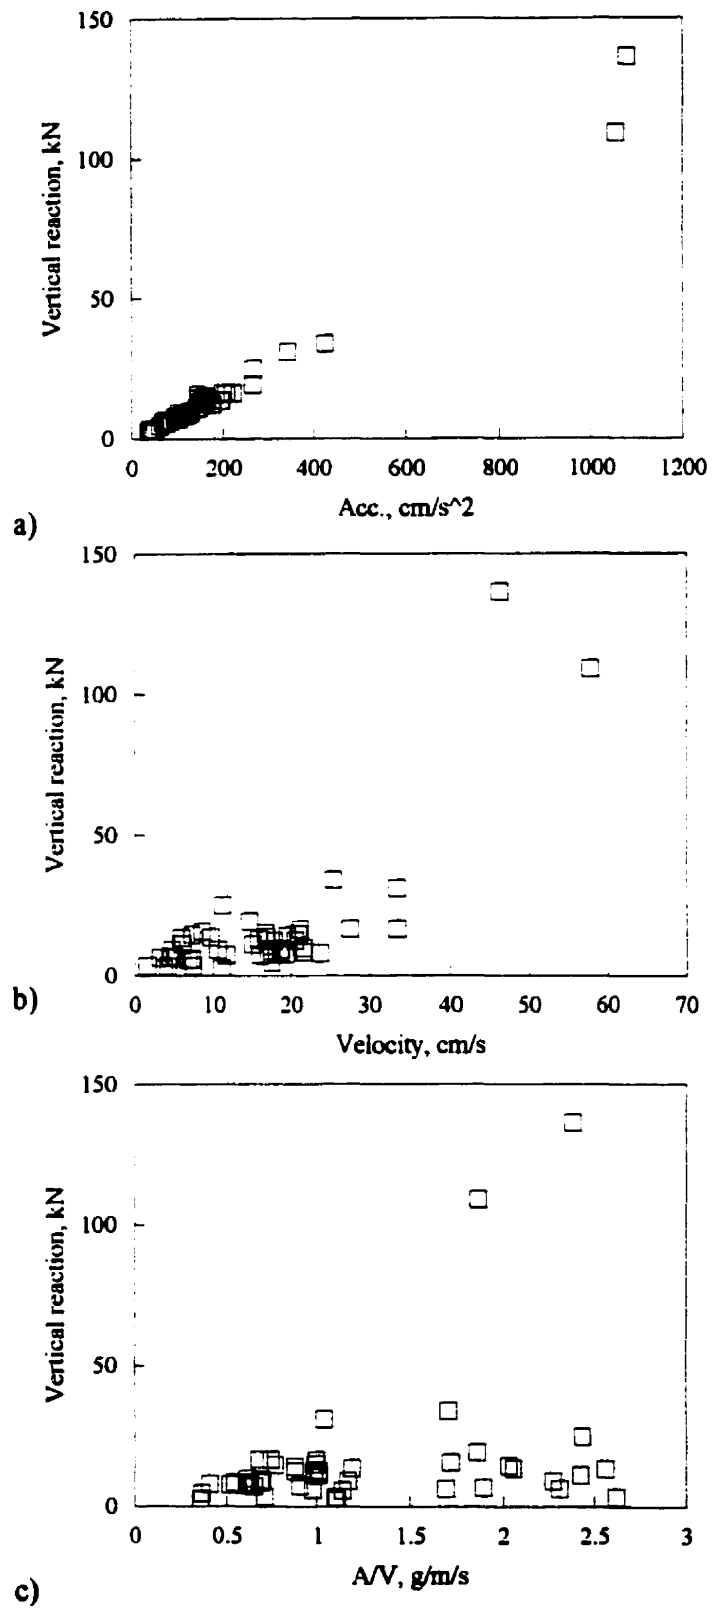 150
100
50
0
Vertical reaction, kN
0 200 400 600 800 1000 1200
Acc., cm/s^2
a)
150
100
50
0
Vertical reaction, kN
0 10 20 30 40 50 60 70
Velocity, cm/s
b)
150
100
50
0
Vertical reaction, kN
0 0.5 1 1.5 2 2.5 3
A/V, g/m/s
c)